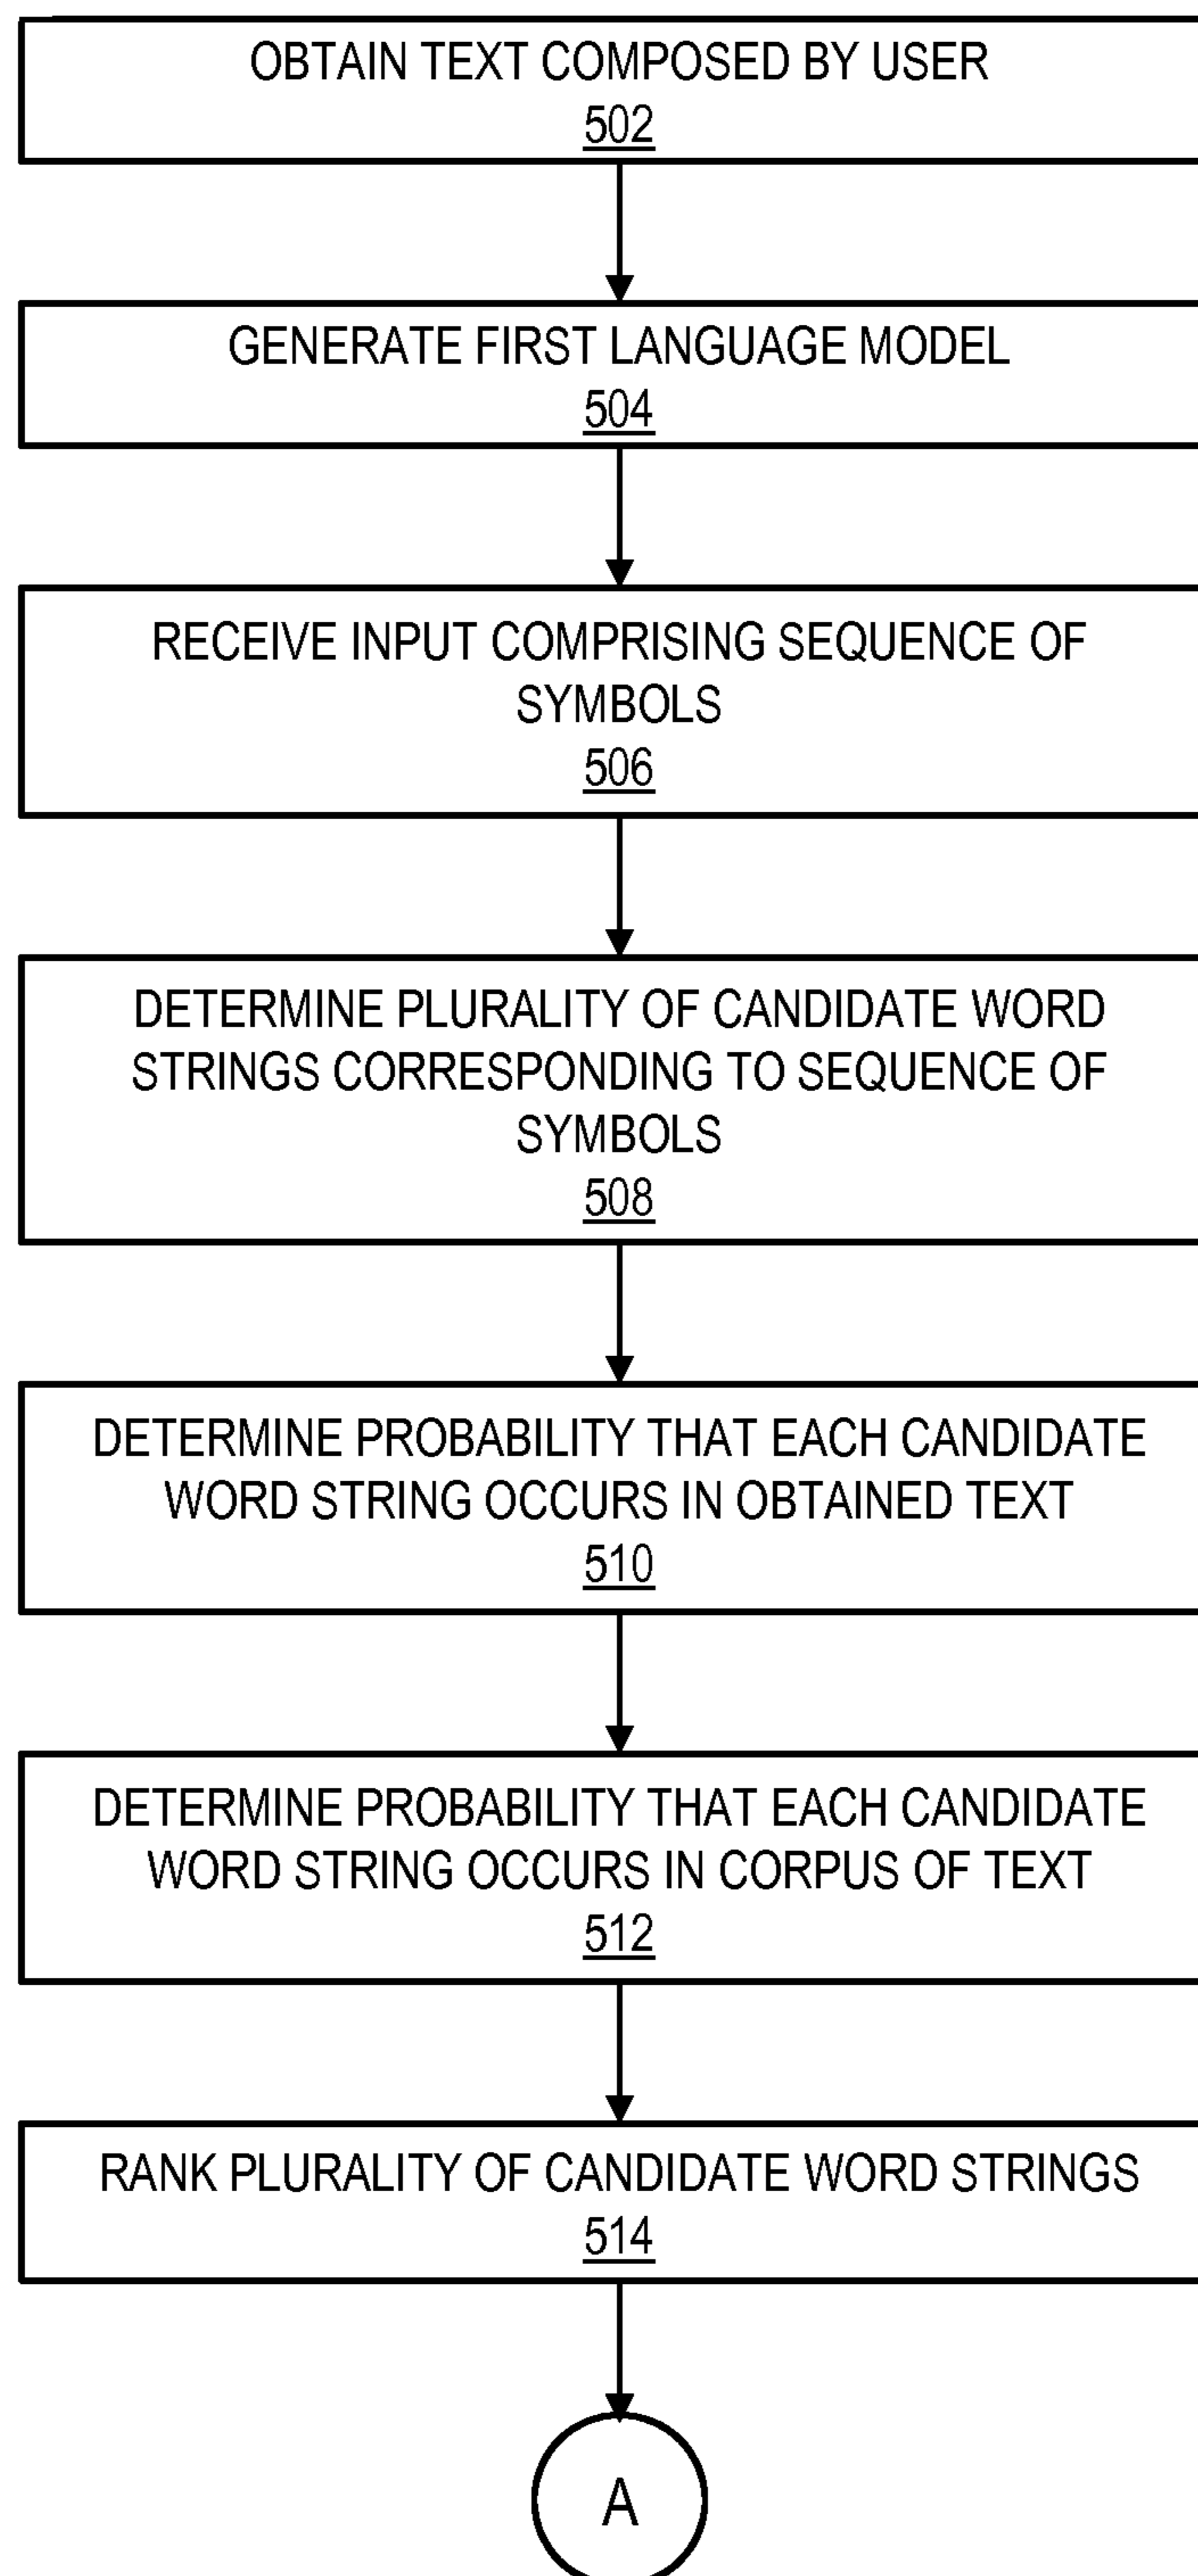 OBTAIN TEXT COMPOSED BY USER
502
GENERATE FIRST LANGUAGE MODEL
504
RECEIVE INPUT COMPRISING SEQUENCE OF
SYMBOLS
506
DETERMINE PLURALITY OF CANDIDATE WORD
STRINGS CORRESPONDING TO SEQUENCE OF
SYMBOLS
508
DETERMINE PROBABILITY THAT EACH CANDIDATE
WORD STRING OCCURS IN OBTAINED TEXT
510
DETERMINE PROBABILITY THAT EACH CANDIDATE
WORD STRING OCCURS IN CORPUS OF TEXT
512
RANK PLURALITY OF CANDIDATE WORD STRINGS
514
A